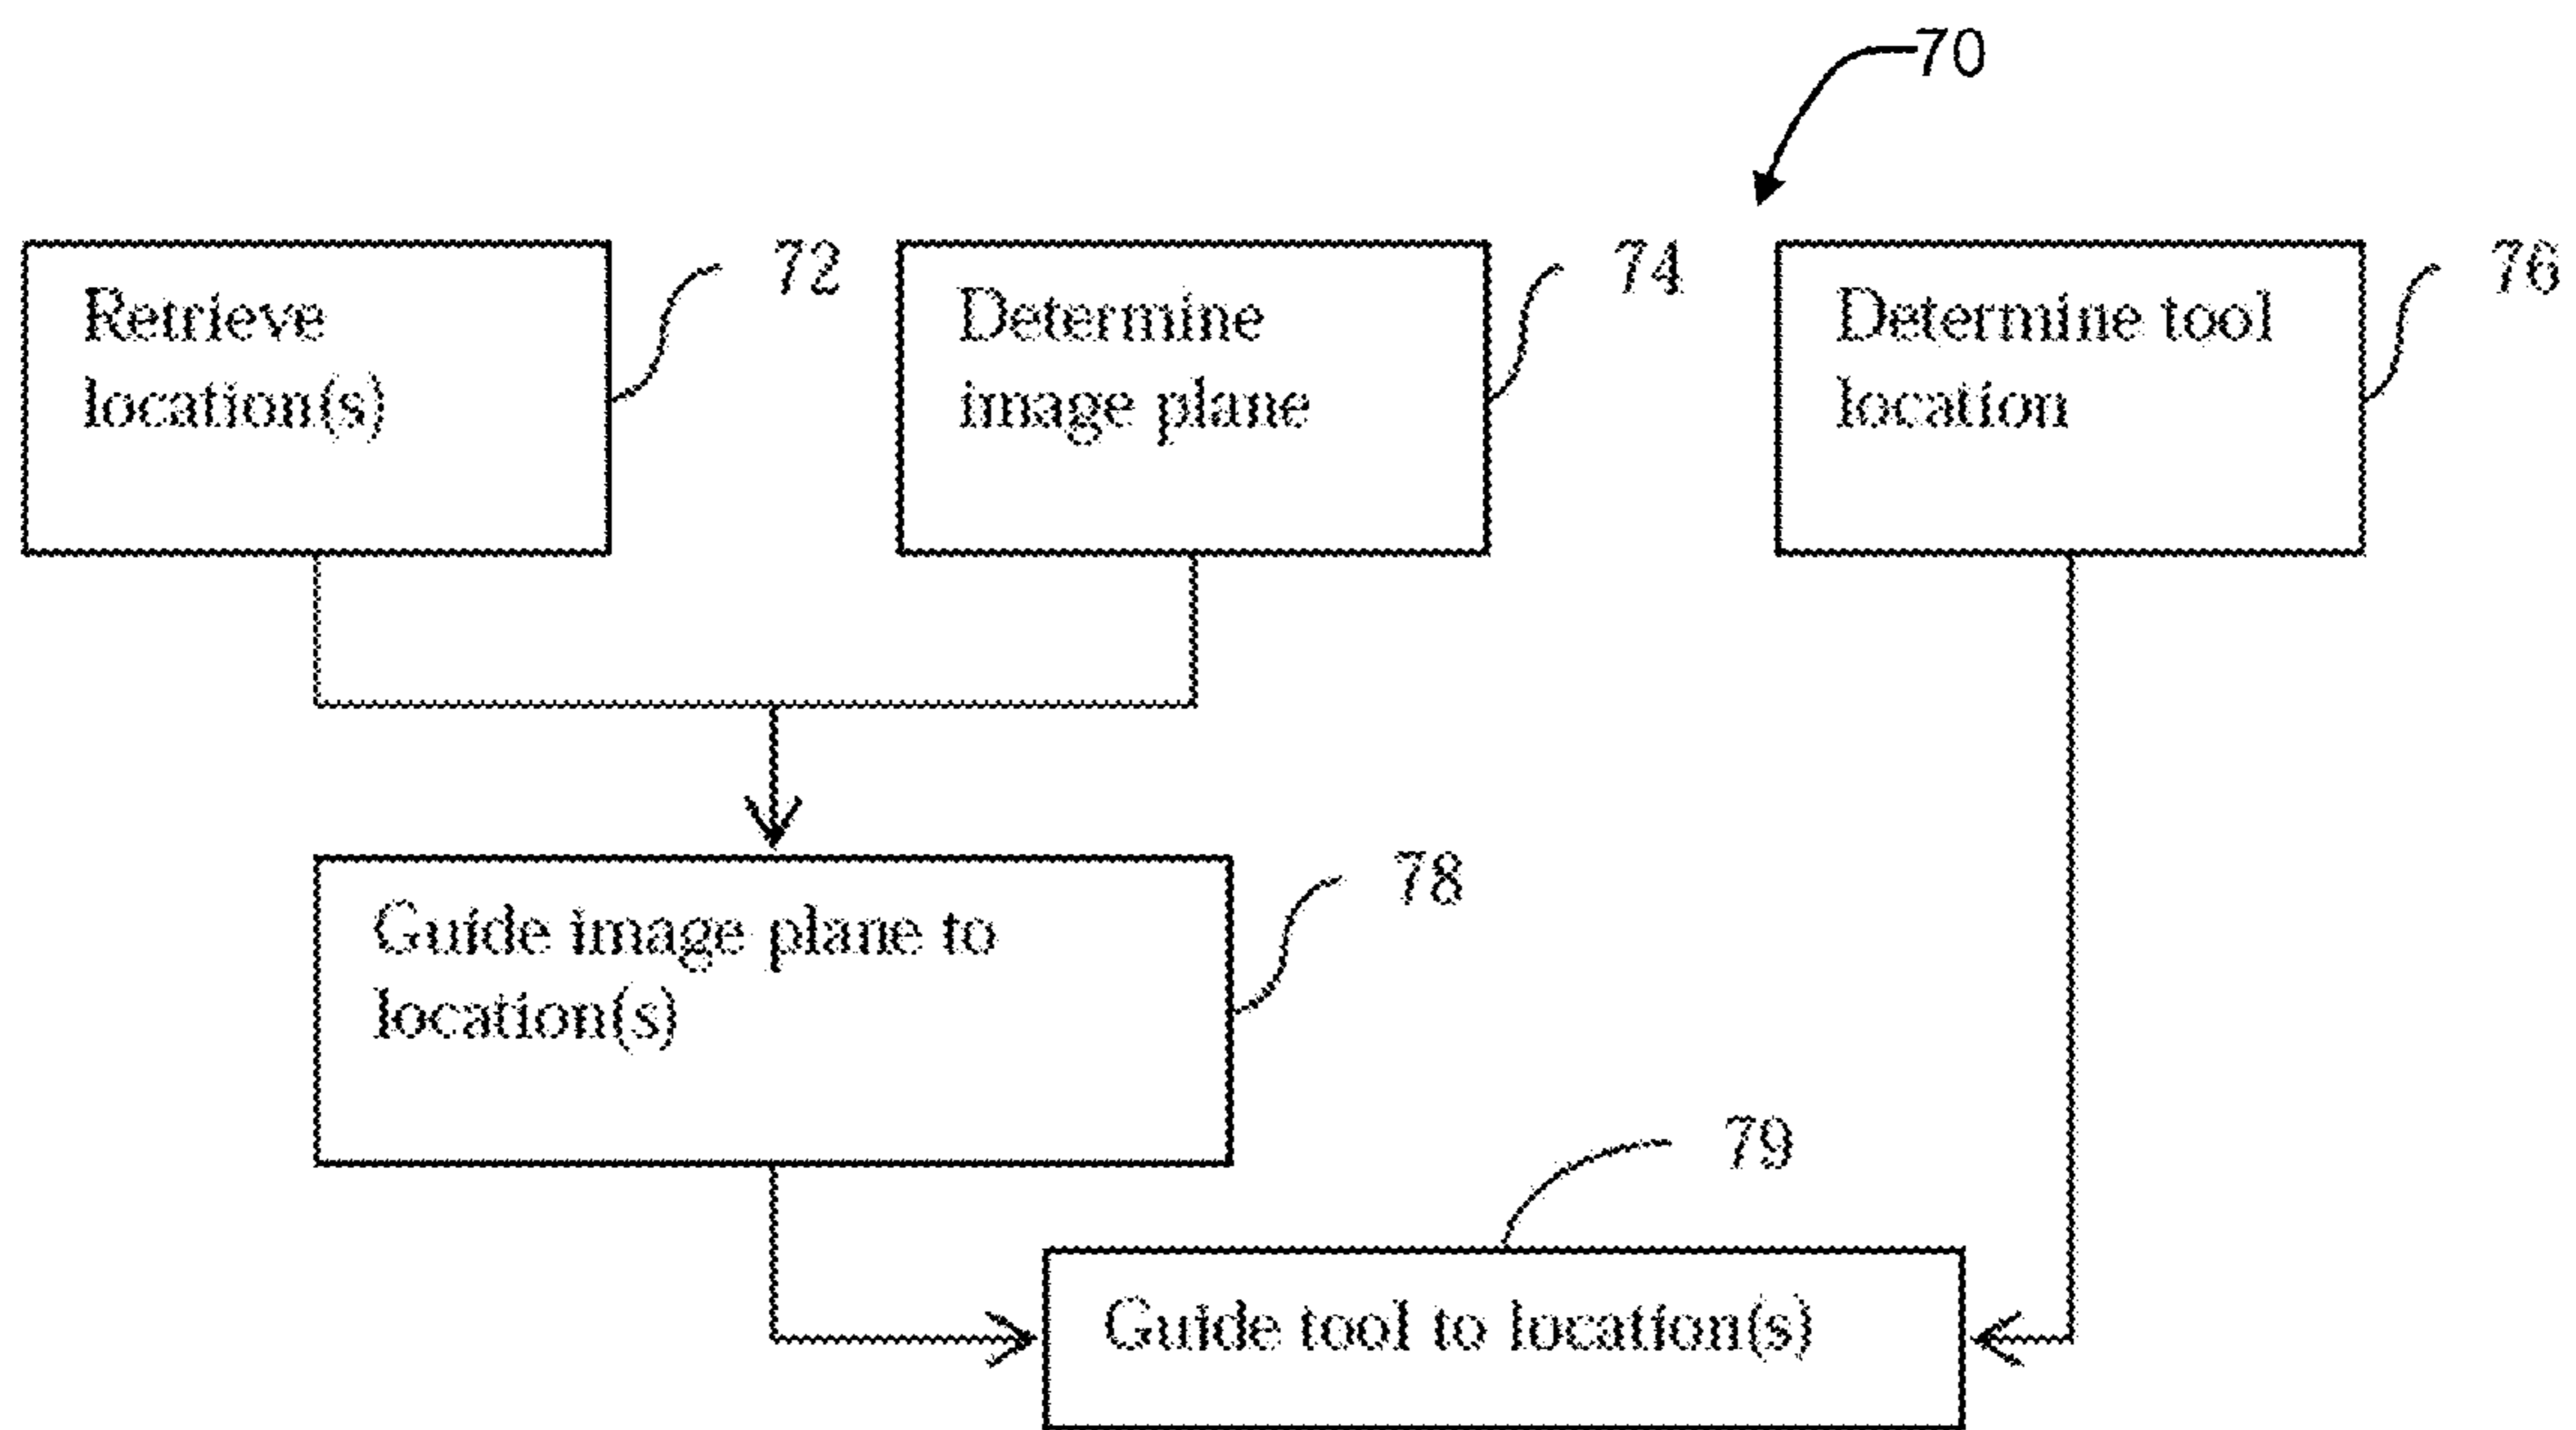 70
Retrieve
location(s)
72
Determine
image plane
74
Determine tool
location
76
Guide image plane to
location(s)
78
79
Guide tool to location(s)